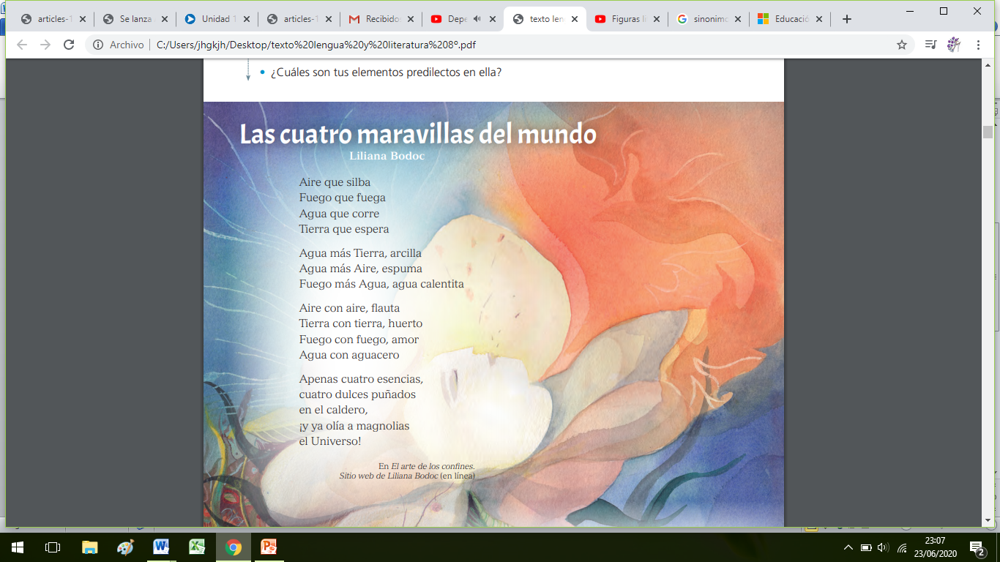 articles-
Se lanza
Unidad
articles-
Recibido
Depe
texto len
Figuras l
sinonimo
Educació
Archivo
C:/Users/jhgkjh/Desktop/texto%20lengua%20y%20literatura%208º.pdf
• ¿Cuáles son tus elementos predilectos en ella?
Las cuatro maravillas del mundo
Liliana Bodoc
Aire que silba
Fuego que fuega
Agua que corre
Tierra que espera
Agua más Tierra, arcilla
Agua más Aire, espuma
Fuego más Agua, agua calentita
Aire con aire, flauta
Tierra con tierra, huerto
Fuego con fuego, amor
Agua con aguacero
Apenas cuatro esencias,
cuatro dulces puñados
en el caldero,
¡y ya olía a magnolias
el Universo!
En El arte de los confines.
Sitio web de Liliana Bodoc (en línea)
23:07
23/06/2020
2